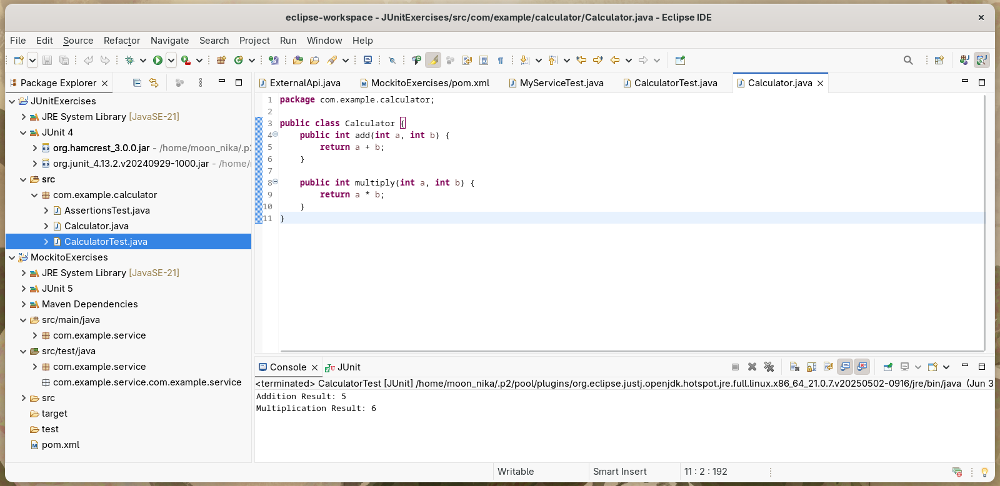 eclipse-workspace - JUnitExercises/src/com/example/calculator/Calculator.java - Eclipse IDE
File Edit Source Refactor Navigate Search Project Run Window Help
Package Explorer
JUnitExercises
JRE System Library [JavaSE-21]
JUnit 4
org.hamcrest_3.0.0.jar - /home/moon_nika/.p2
org.junit_4.13.2.v20240929-1000.jar - /home/
src
com.example.calculator
AssertionsTest.java
Calculator.java
CalculatorTest.java
MockitoExercises
JRE System Library [JavaSE-21]
JUnit 5
Maven Dependencies
src/main/java
com.example.service
src/test/java
com.example.service
com.example.service.com.example.service
src
target
test
pom.xml
ExternalApi.java MockitoExercises/pom.xml MyServiceTest.java CalculatorTest.java Calculator.java
1 package com.example.calculator;
2
3 public class Calculator {
4 public int add(int a, int b) {
5 return a + b;
6 }
7
8 public int multiply(int a, int b) {
9 return a * b;
10 }
11 }
Console JUnit
<terminated> CalculatorTest [JUnit] /home/moon_nika/.p2/pool/plugins/org.eclipse.justj.openjdk.hotspot.jre.full.linux.x86_64_21.0.7.v20250502-0916/jre/bin/java (Jun 3
Addition Result: 5
Multiplication Result: 6
Writable Smart Insert 11 : 2 : 192